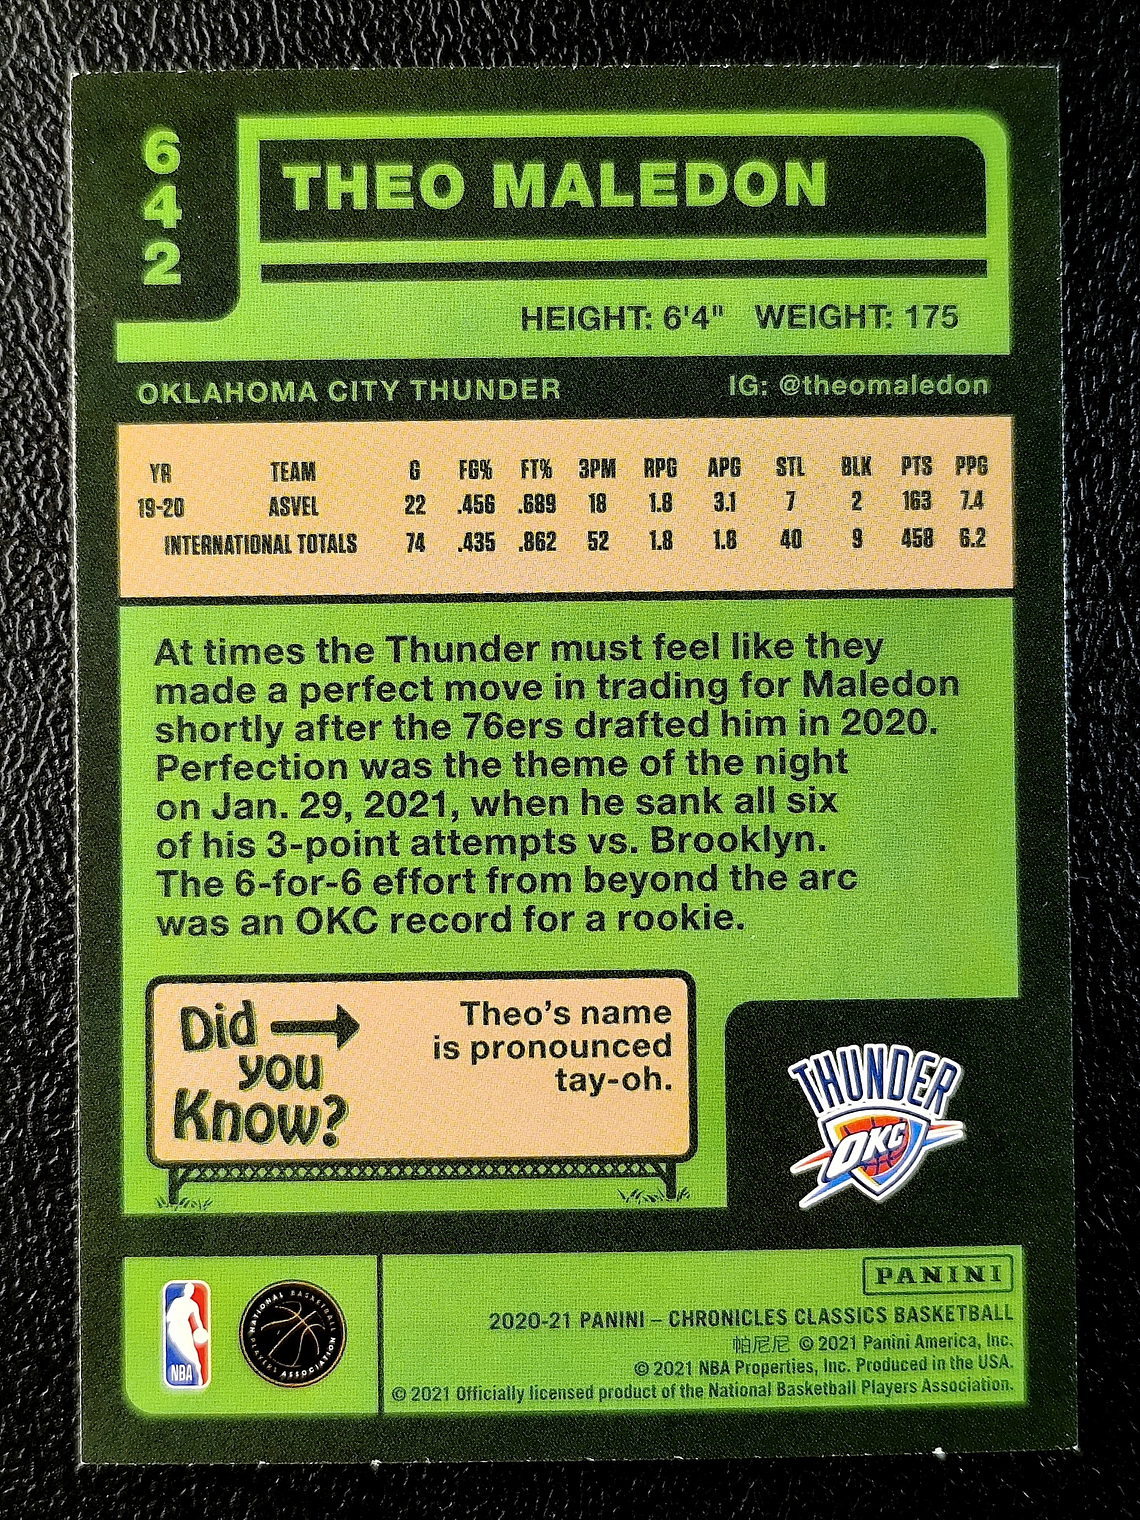 6
4
2
THEO MALEDON
HEIGHT: 6'4" WEIGHT: 175
OKLAHOMA CITY THUNDER IG: @theomaledon
YR TEAM G FG% FT% 3PM RPG APG STL BLK PTS PPG
19-20 ASVEL 22 .456 .689 18 1.8 3.1 7 2 163 7.4
INTERNATIONAL TOTALS 74 .435 .862 52 1.8 1.8 40 9 458 6.2
At times the Thunder must feel like they
made a perfect move in trading for Maledon
shortly after the 76ers drafted him in 2020.
Perfection was the theme of the night
on Jan. 29, 2021, when he sank all six
of his 3-point attempts vs. Brooklyn.
The 6-for-6 effort from beyond the arc
was an OKC record for a rookie.
Did
you
Know?
Theo's name
is pronounced
tay-oh.
THUNDER
OKC
NBA
NATIONAL BASKETBALL
PLAYERS ASSOCIATION
PANINI
2020-21 PANINI – CHRONICLES CLASSICS BASKETBALL
帕尼尼 © 2021 Panini America, Inc.
© 2021 NBA Properties, Inc. Produced in the USA.
© 2021 Officially licensed product of the National Basketball Players Association.